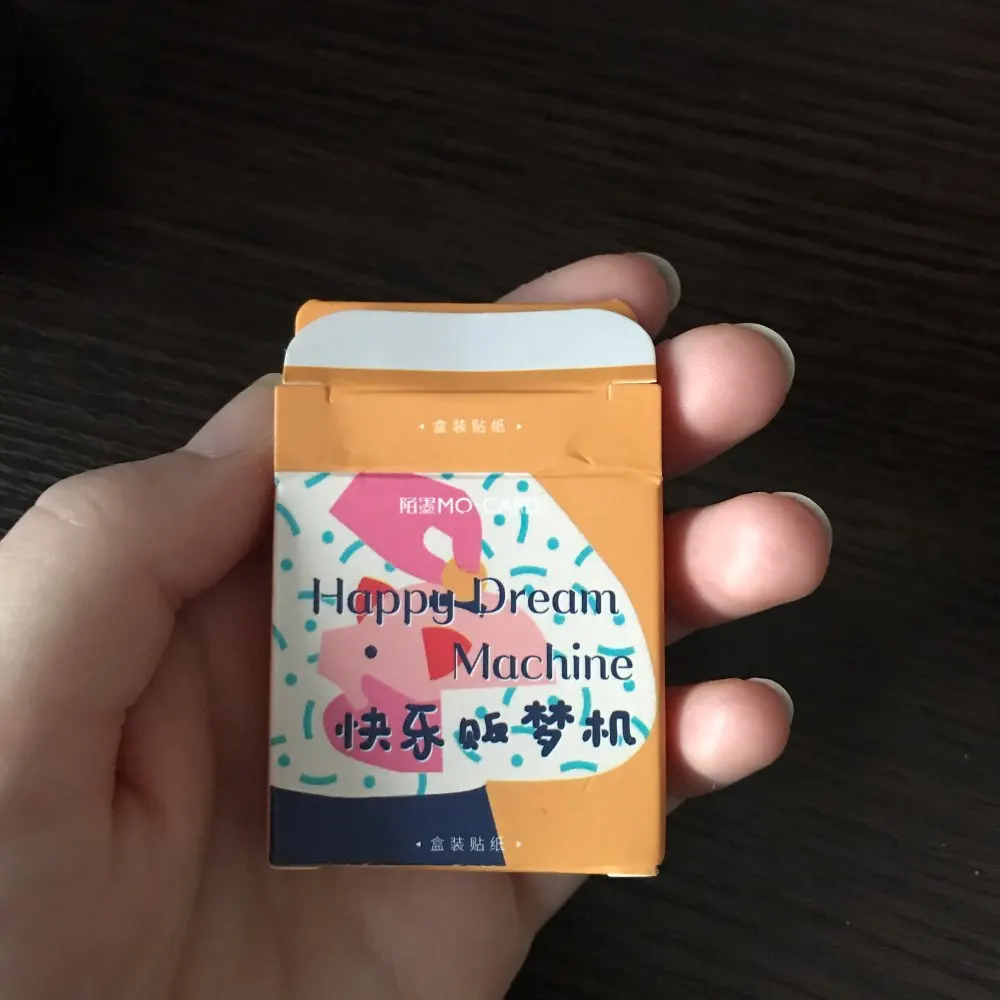 盒装贴纸
陌墨MO·CARD
Happy Dream
Machine
快乐贩梦机
盒装贴纸